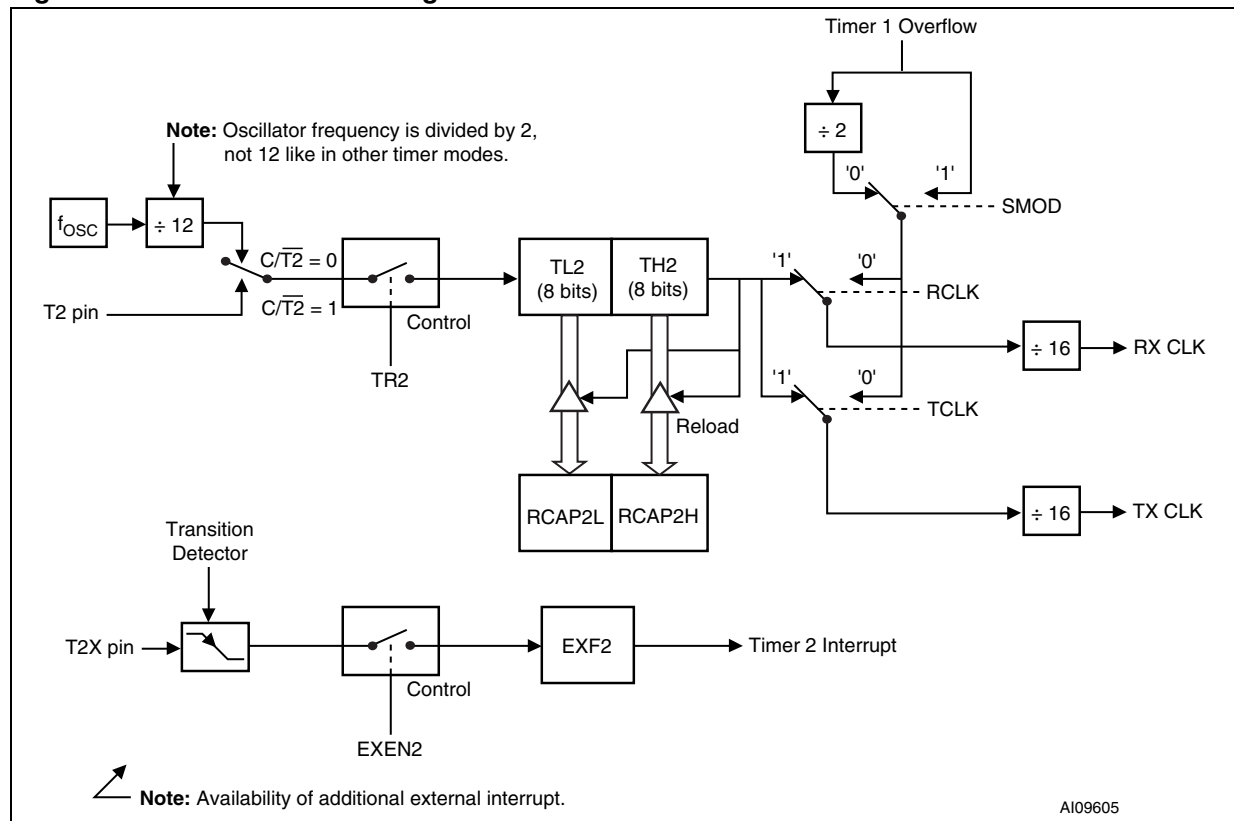 Timer 1 Overflow
Note: Oscillator frequency is divided by 2,
not 12 like in other timer modes.
÷ 2
'0'
'1'
SMOD
fOSC
÷ 12
C/T2 = 0
C/T2 = 1
T2 pin
Control
TR2
TL2
(8 bits)
TH2
(8 bits)
'1'
'0'
RCLK
÷ 16
RX CLK
'1'
'0'
TCLK
Reload
RCAP2L
RCAP2H
÷ 16
TX CLK
Transition
Detector
T2X pin
Control
EXEN2
EXF2
Timer 2 Interrupt
Note: Availability of additional external interrupt.
AI09605